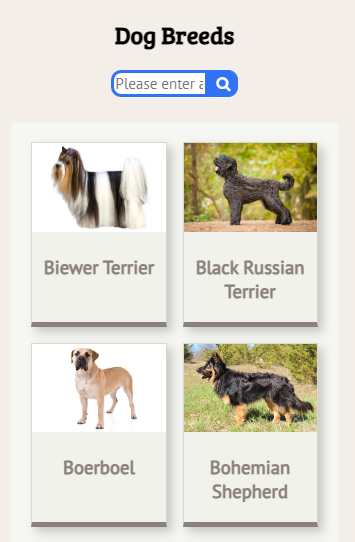 Dog Breeds
Please enter a
Biewer Terrier
Black Russian
Terrier
Boerboel
Bohemian
Shepherd